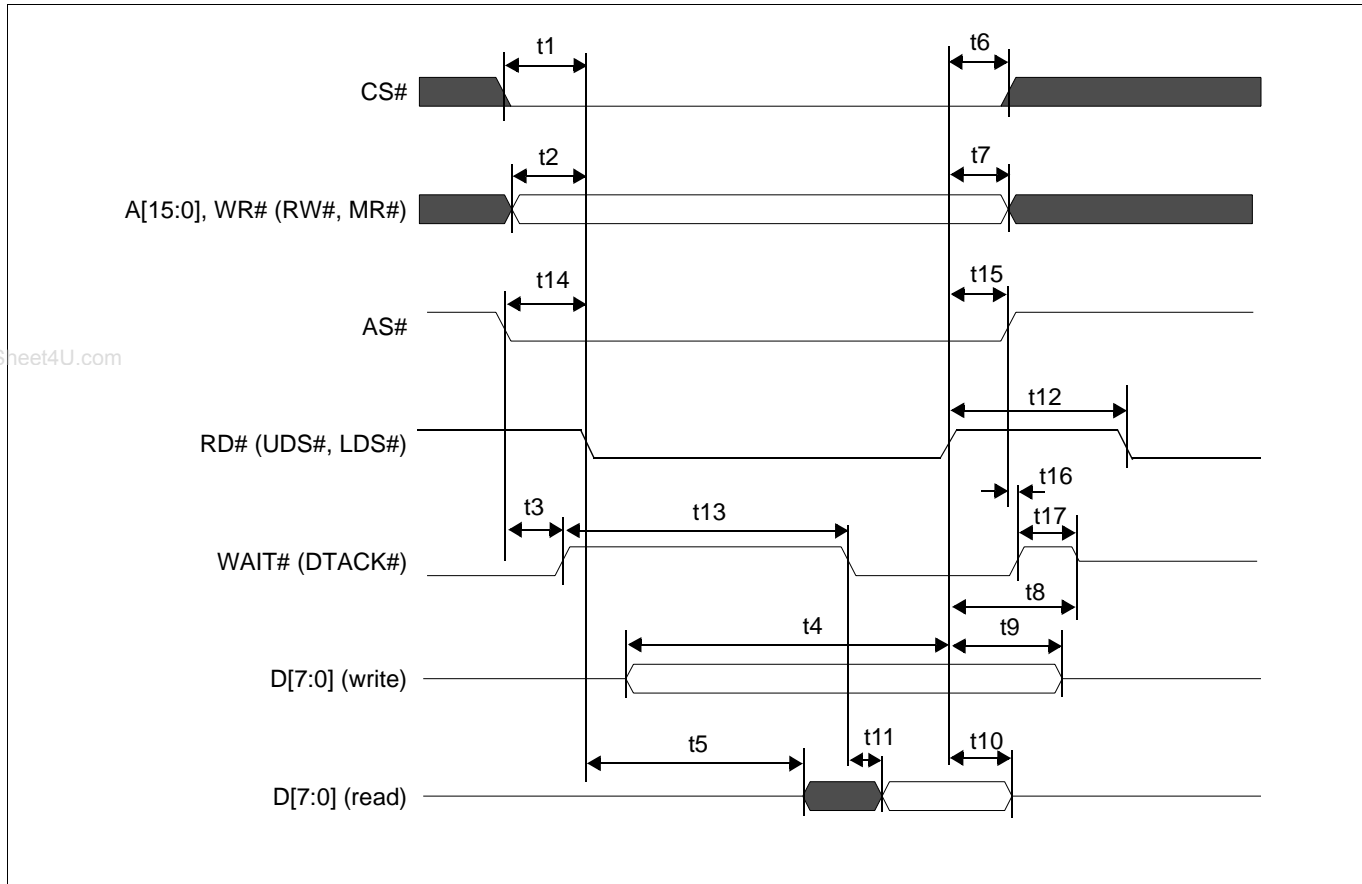 t1
t6
CS#
t2
t7
A[15:0], WR# (RW#, MR#)
t14
t15
AS#
Sheet4U.com
t12
RD# (UDS#, LDS#)
t16
t3
t13
t17
WAIT# (DTACK#)
t8
t4
t9
D[7:0] (write)
t5
t11
t10
D[7:0] (read)